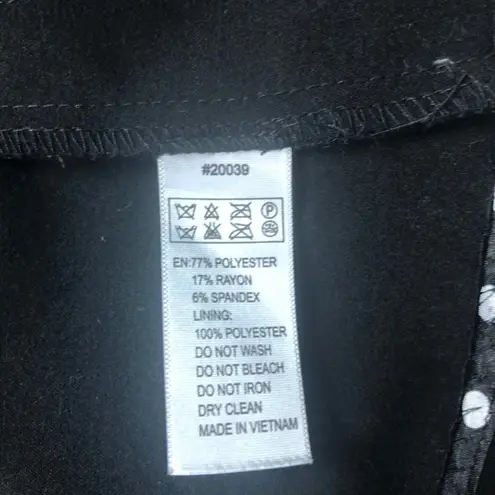 #20039
P
EN:77% POLYESTER
17% RAYON
6% SPANDEX
LINING:
100% POLYESTER
DO NOT WASH
DO NOT BLEACH
DO NOT IRON
DRY CLEAN
MADE IN VIETNAM